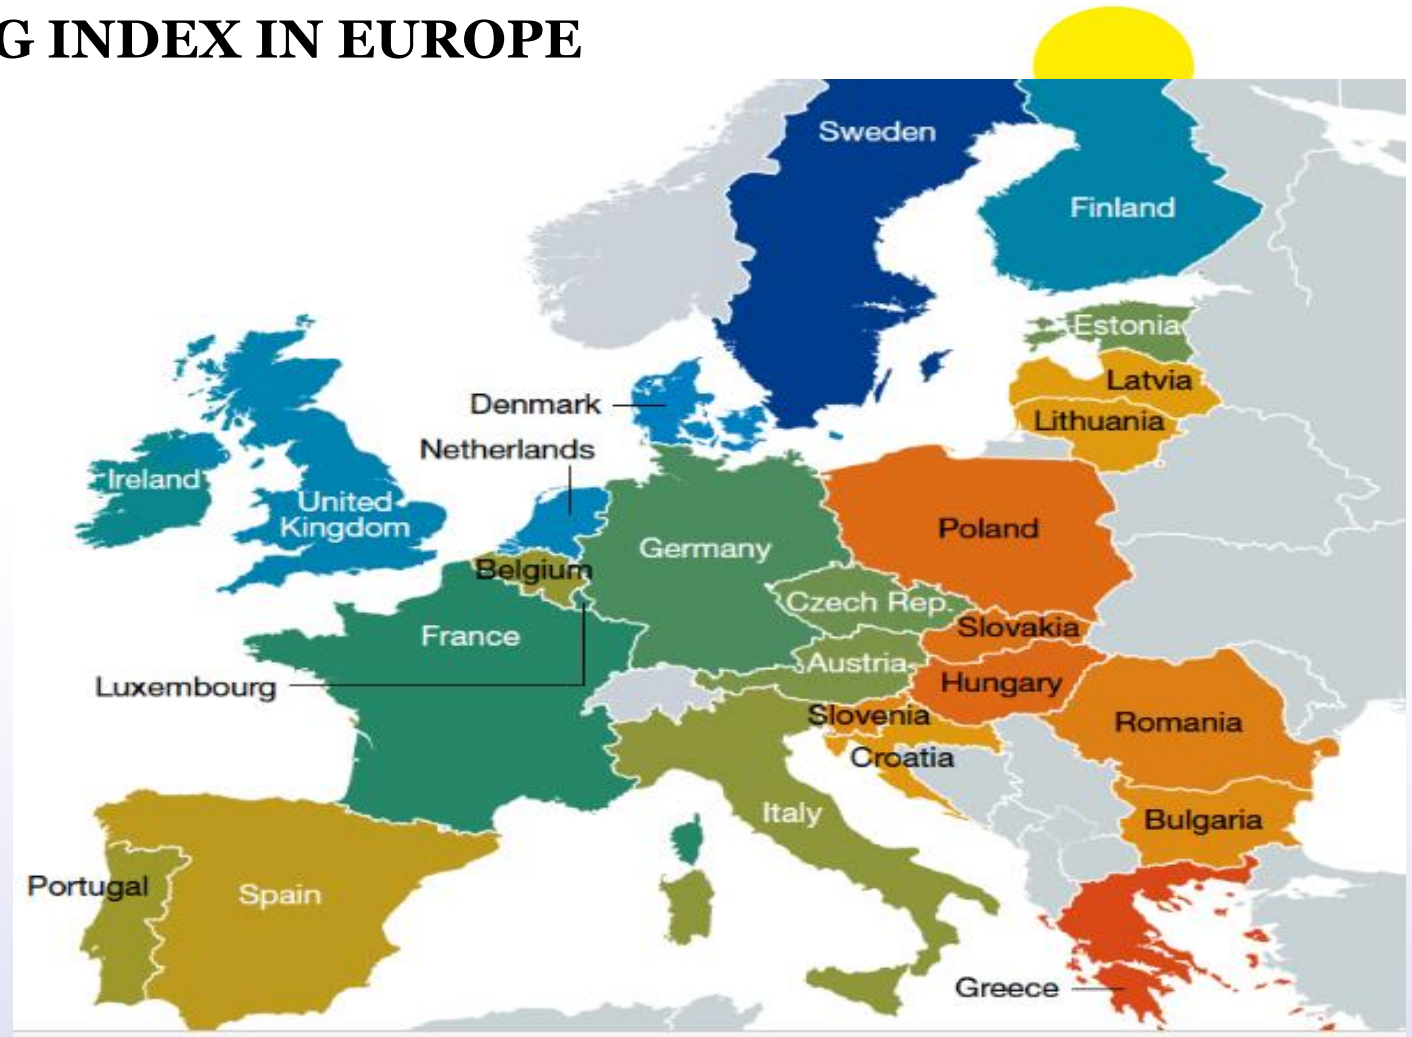 G INDEX IN EUROPE
Sweden
Finland
Estonia
Latvia
Denmark
Lithuania
Netherlands
Ireland
United
Kingdom
Poland
Germany
Belgium
Czech Rep.
Slovakia
France
Austria
Luxembourg
Hungary
Slovenia
Romania
Croatia
Italy
Bulgaria
Portugal
Spain
Greece